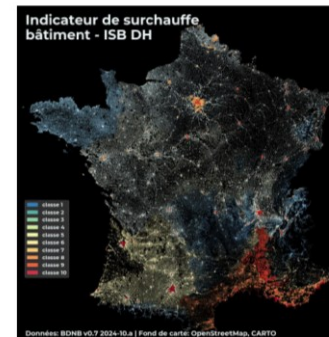 Indicateur de surchauffe
bâtiment - ISB DH
classe 1
classe 2
classe 3
classe 4
classe 5
classe 6
classe 7
classe 8
classe 9
classe 10
Données: BDNB v0.7 2024-10.a | Fond de carte: OpenStreetMap, CARTO